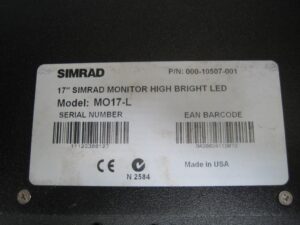 SIMRAD
P/N: 000-10507-001
17" SIMRAD MONITOR HIGH BRIGHT LED
Model: MO17-L
SERIAL NUMBER
EAN BARCODE
CE
N 2584
Made in USA